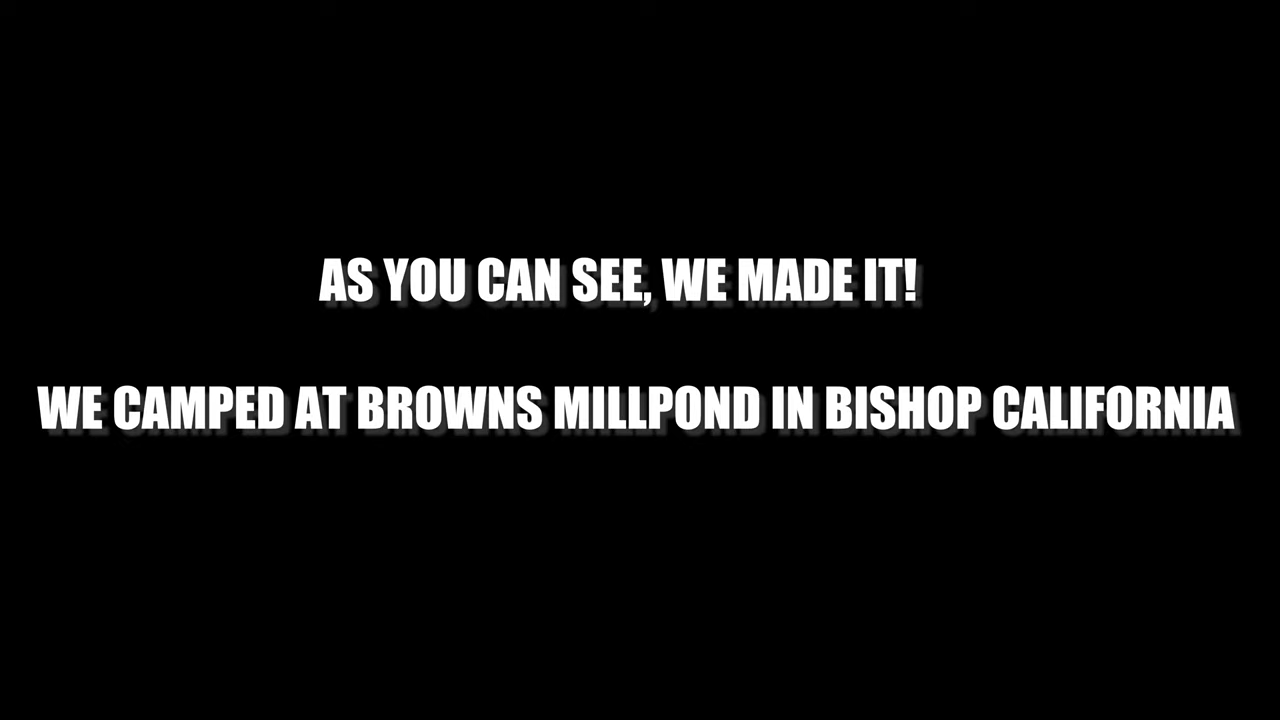 AS YOU CAN SEE, WE MADE IT!
WE CAMPED AT BROWNS MILLPOND IN BISHOP CALIFORNIA